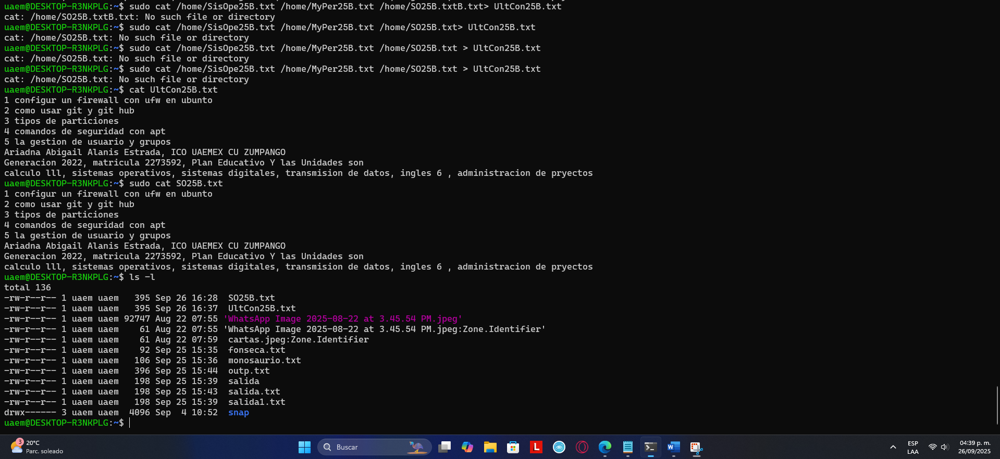 uaem@DESKTOP-R3NKPLG:~$ sudo cat /home/SisOpe25B.txt /home/MyPer25B.txt /home/SO25B.txtB.txt> UltCon25B.txt
cat: /home/SO25B.txtB.txt: No such file or directory
uaem@DESKTOP-R3NKPLG:~$ sudo cat /home/SisOpe25B.txt /home/MyPer25B.txt /home/SO25B.txt> UltCon25B.txt
cat: /home/SO25B.txt: No such file or directory
uaem@DESKTOP-R3NKPLG:~$ sudo cat /home/SisOpe25B.txt /home/MyPer25B.txt /home/SO25B.txt > UltCon25B.txt
cat: /home/SO25B.txt: No such file or directory
uaem@DESKTOP-R3NKPLG:~$ sudo cat /home/SisOpe25B.txt /home/MyPer25B.txt /home/SO25B.txt > UltCon25B.txt
cat: /home/SO25B.txt: No such file or directory
uaem@DESKTOP-R3NKPLG:~$ cat UltCon25B.txt
1 configur un firewall con ufw en ubunto
2 como usar git y git hub
3 tipos de particiones
4 comandos de seguridad con apt
5 la gestion de usuario y grupos
Ariadna Abigail Alanis Estrada, ICO UAEMEX CU ZUMPANGO
Generacion 2022, matricula 2273592, Plan Educativo Y las Unidades son
calculo lll, sistemas operativos, sistemas digitales, transmision de datos, ingles 6 , administracion de pryectos
uaem@DESKTOP-R3NKPLG:~$ sudo cat SO25B.txt
1 configur un firewall con ufw en ubunto
2 como usar git y git hub
3 tipos de particiones
4 comandos de seguridad con apt
5 la gestion de usuario y grupos
Ariadna Abigail Alanis Estrada, ICO UAEMEX CU ZUMPANGO
Generacion 2022, matricula 2273592, Plan Educativo Y las Unidades son
calculo lll, sistemas operativos, sistemas digitales, transmision de datos, ingles 6 , administracion de pryectos
uaem@DESKTOP-R3NKPLG:~$ ls -l
total 136
-rw-r--r-- 1 uaem uaem   395 Sep 26 16:28  SO25B.txt
-rw-r--r-- 1 uaem uaem   395 Sep 26 16:37  UltCon25B.txt
-rw-r--r-- 1 uaem uaem 92747 Aug 22 07:55 'WhatsApp Image 2025-08-22 at 3.45.54 PM.jpeg'
-rw-r--r-- 1 uaem uaem    61 Aug 22 07:55 'WhatsApp Image 2025-08-22 at 3.45.54 PM.jpeg:Zone.Identifier'
-rw-r--r-- 1 uaem uaem    61 Aug 22 07:59  cartas.jpeg:Zone.Identifier
-rw-r--r-- 1 uaem uaem    92 Sep 25 15:35  fonseca.txt
-rw-r--r-- 1 uaem uaem   106 Sep 25 15:36  monosaurio.txt
-rw-r--r-- 1 uaem uaem   396 Sep 25 15:44  outp.txt
-rw-r--r-- 1 uaem uaem   198 Sep 25 15:39  salida
-rw-r--r-- 1 uaem uaem   198 Sep 25 15:43  salida.txt
-rw-r--r-- 1 uaem uaem   198 Sep 25 15:39  salida1.txt
drwx------ 3 uaem uaem  4096 Sep  4 10:52  snap
uaem@DESKTOP-R3NKPLG:~$
3
20°C
Parc. soleado
Buscar
L
W
ESP
LAA
04:39 p. m.
26/09/2025